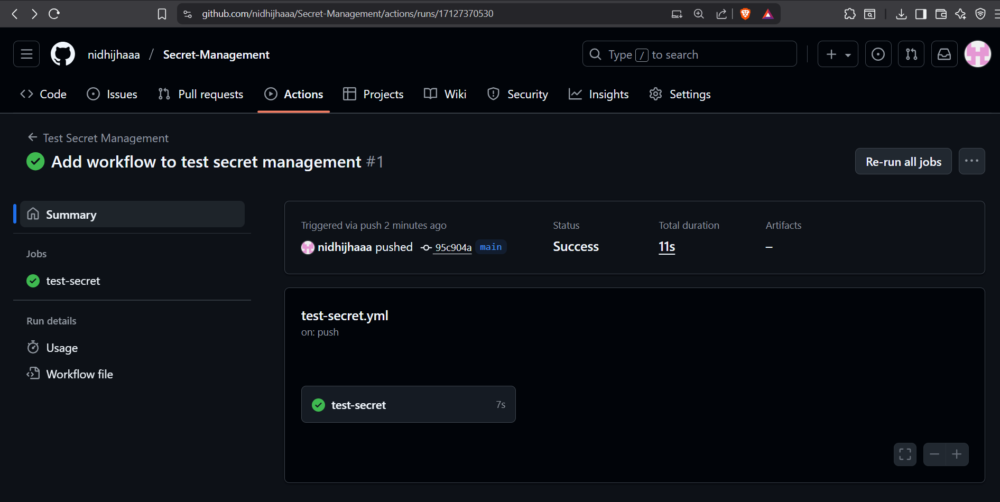 github.com/nidhijhaaa/Secret-Management/actions/runs/17127370530
nidhijhaaa / Secret-Management
Type / to search
Code
Issues
Pull requests
Actions
Projects
Wiki
Security
Insights
Settings
Test Secret Management
Add workflow to test secret management #1
Re-run all jobs
Summary
Jobs
test-secret
Run details
Usage
Workflow file
Triggered via push 2 minutes ago
nidhijhaaa pushed 95c904a main
Status
Success
Total duration
11s
Artifacts
–
test-secret.yml
on: push
test-secret
7s